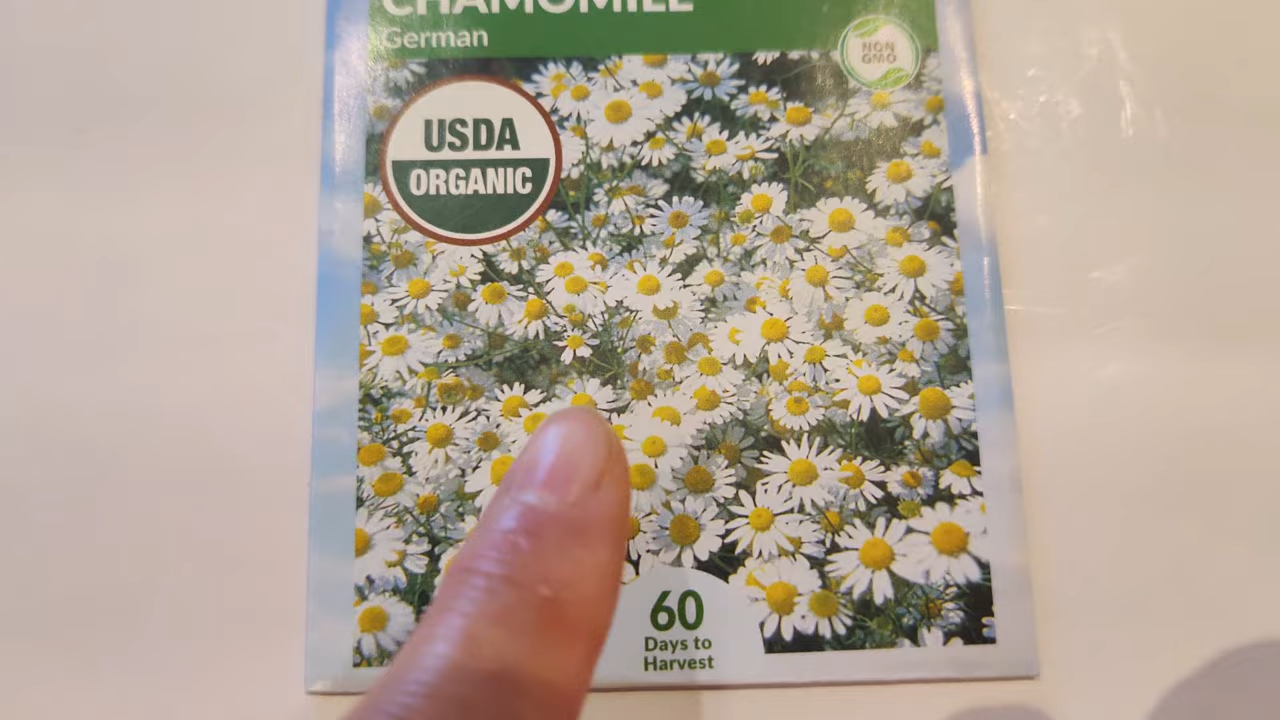 CHAMOMILE
German
NON
GMO
USDA
ORGANIC
60
Days to
Harvest